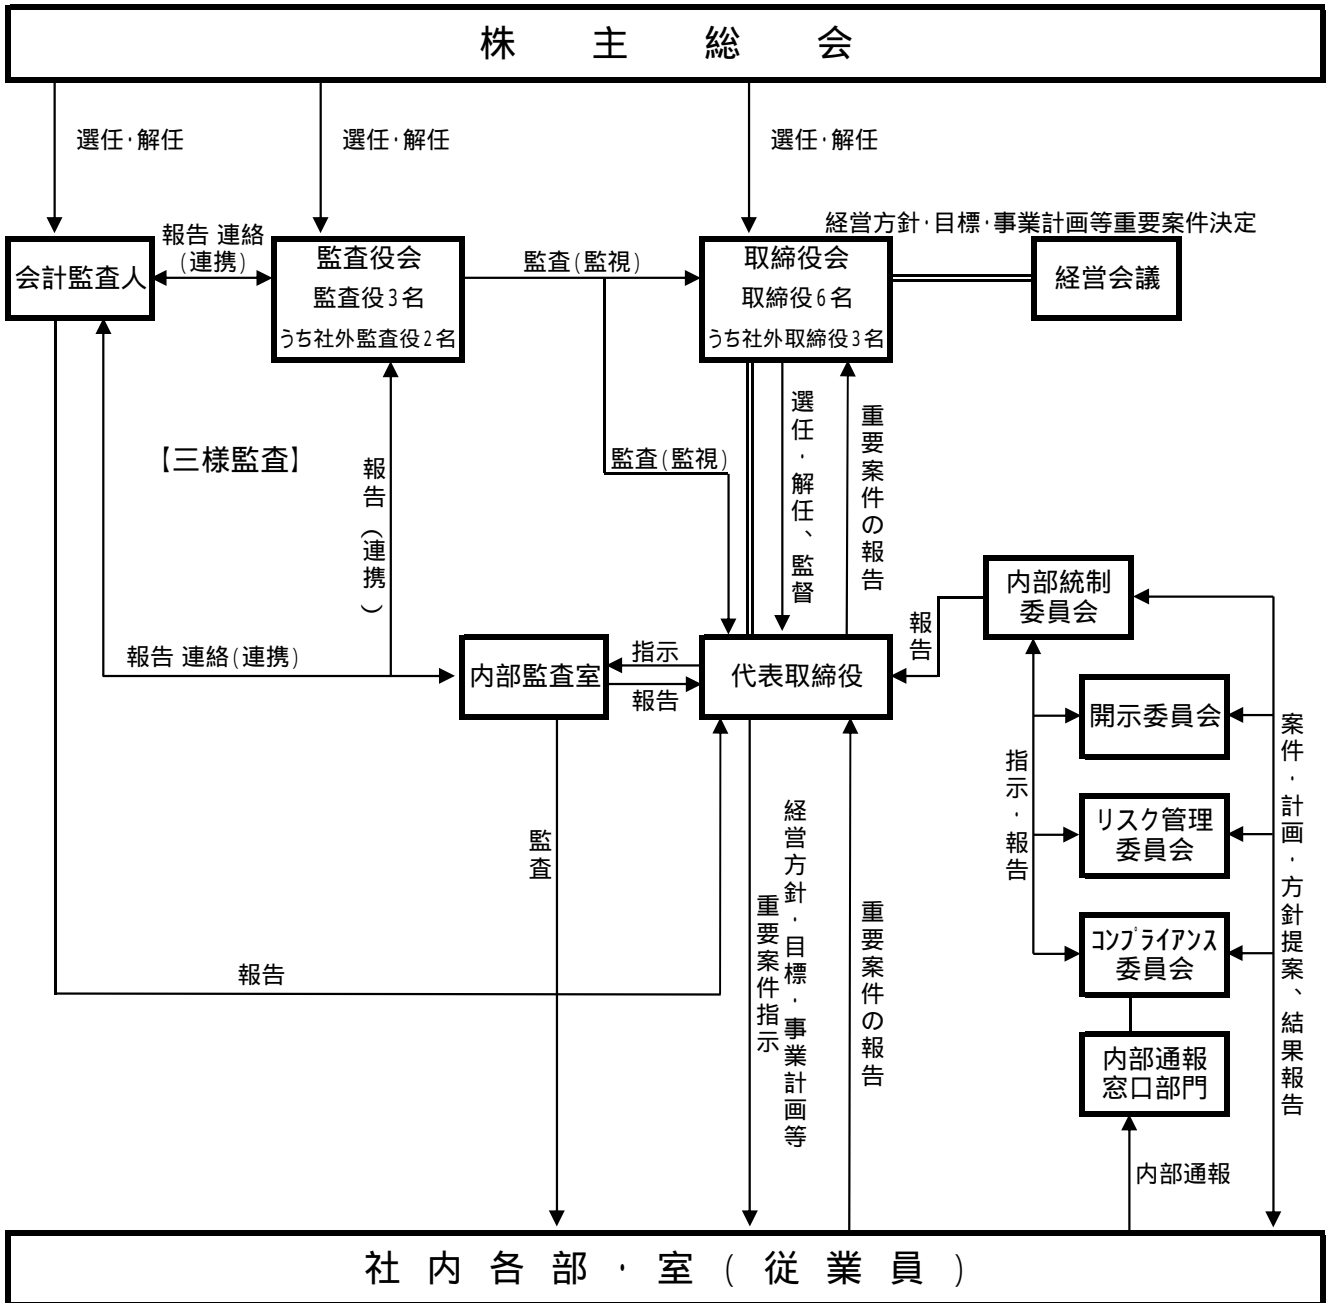 株主総会
選任・解任
選任・解任
選任・解任
経営方針・目標・事業計画等重要案件決定
会計監査人
報告 連絡
(連携)
監査役会
監査役3名
うち社外監査役2名
監査(監視)
取締役会
取締役6名
うち社外取締役3名
経営会議
【三様監査】
報告(連携)
監査(監視)
選任・解任、監督
重要案件の報告
内部統制
委員会
報告
報告 連絡(連携)
内部監査室
指示
報告
代表取締役
開示委員会
指示・報告
リスク管理
委員会
コンプライアンス
委員会
案件・計画・方針提案、結果報告
監査
経営方針・目標・事業計画等
重要案件指示
重要案件の報告
報告
内部通報
窓口部門
内部通報
社内各部・室(従業員)